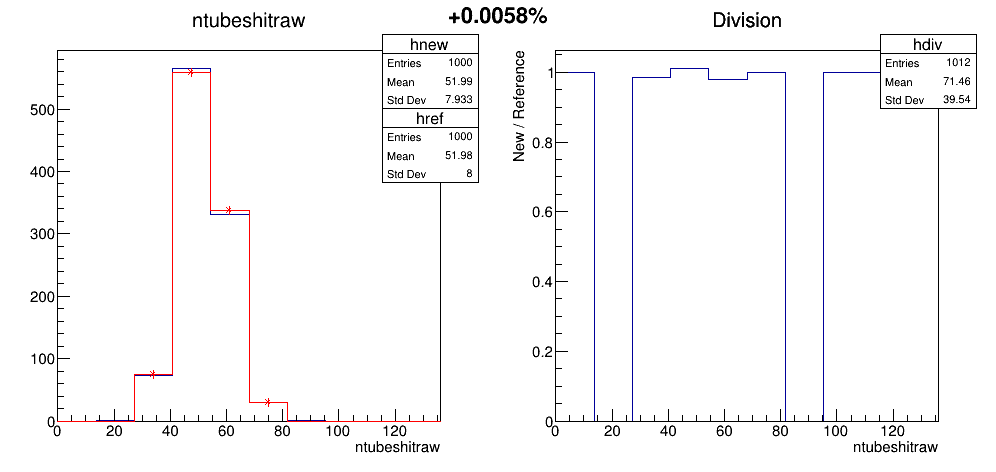 ntubeshitraw
+0.0058%
Division
hnew
Entries 1000
Mean 51.99
Std Dev 7.933
href
Entries 1000
Mean 51.98
Std Dev 8
500
400
300
200
100
0
0 20 40 60 80 100 120
ntubeshitraw
hdiv
Entries 1012
Mean 71.46
Std Dev 39.54
New / Reference
1
0.8
0.6
0.4
0.2
0
0 20 40 60 80 100 120
ntubeshitraw